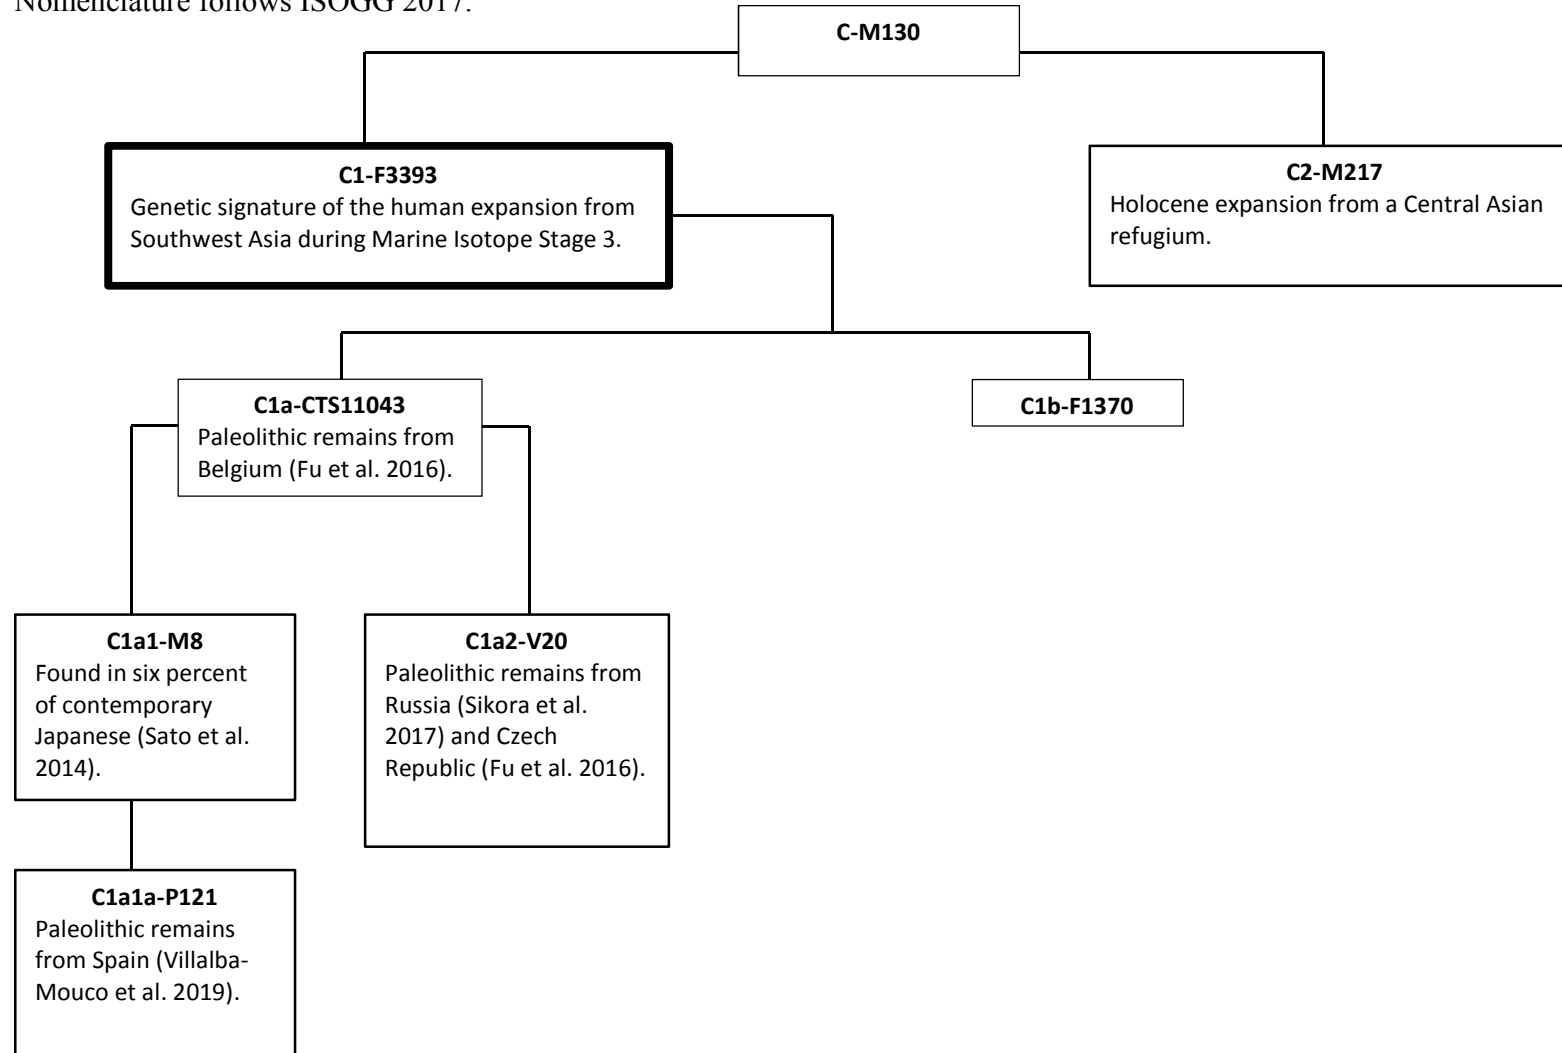 Nomenclature follows ISOGG 2017.
C-M130
C1-F3393
Genetic signature of the human expansion from
Southwest Asia during Marine Isotope Stage 3.
C2-M217
Holocene expansion from a Central Asian
refugium.
C1a-CTS11043
Paleolithic remains from
Belgium (Fu et al. 2016).
C1b-F1370
C1a1-M8
Found in six percent
of contemporary
Japanese (Sato et al.
2014).
C1a2-V20
Paleolithic remains from
Russia (Sikora et al.
2017) and Czech
Republic (Fu et al. 2016).
C1a1a-P121
Paleolithic remains
from Spain (Villalba-
Mouco et al. 2019).